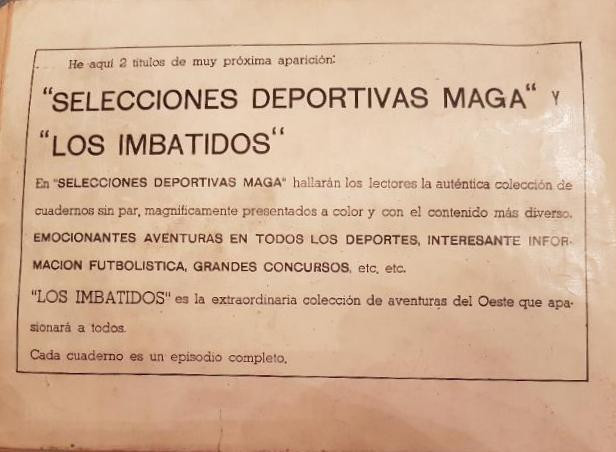 He aquí 2 títulos de muy próxima aparición:
"SELECCIONES DEPORTIVAS MAGA" Y
"LOS IMBATIDOS"
En "SELECCIONES DEPORTIVAS MAGA" hallarán los lectores la auténtica colección de
cuadernos sin par, magníficamente presentados a color y con el contenido más diverso.
EMOCIONANTES AVENTURAS EN TODOS LOS DEPORTES, INTERESANTE INFOR-
MACION FUTBOLISTICA, GRANDES CONCURSOS, etc. etc.
"LOS IMBATIDOS" es la extraordinaria colección de aventuras del Oeste que apa-
sionará a todos.
Cada cuaderno es un episodio completo.